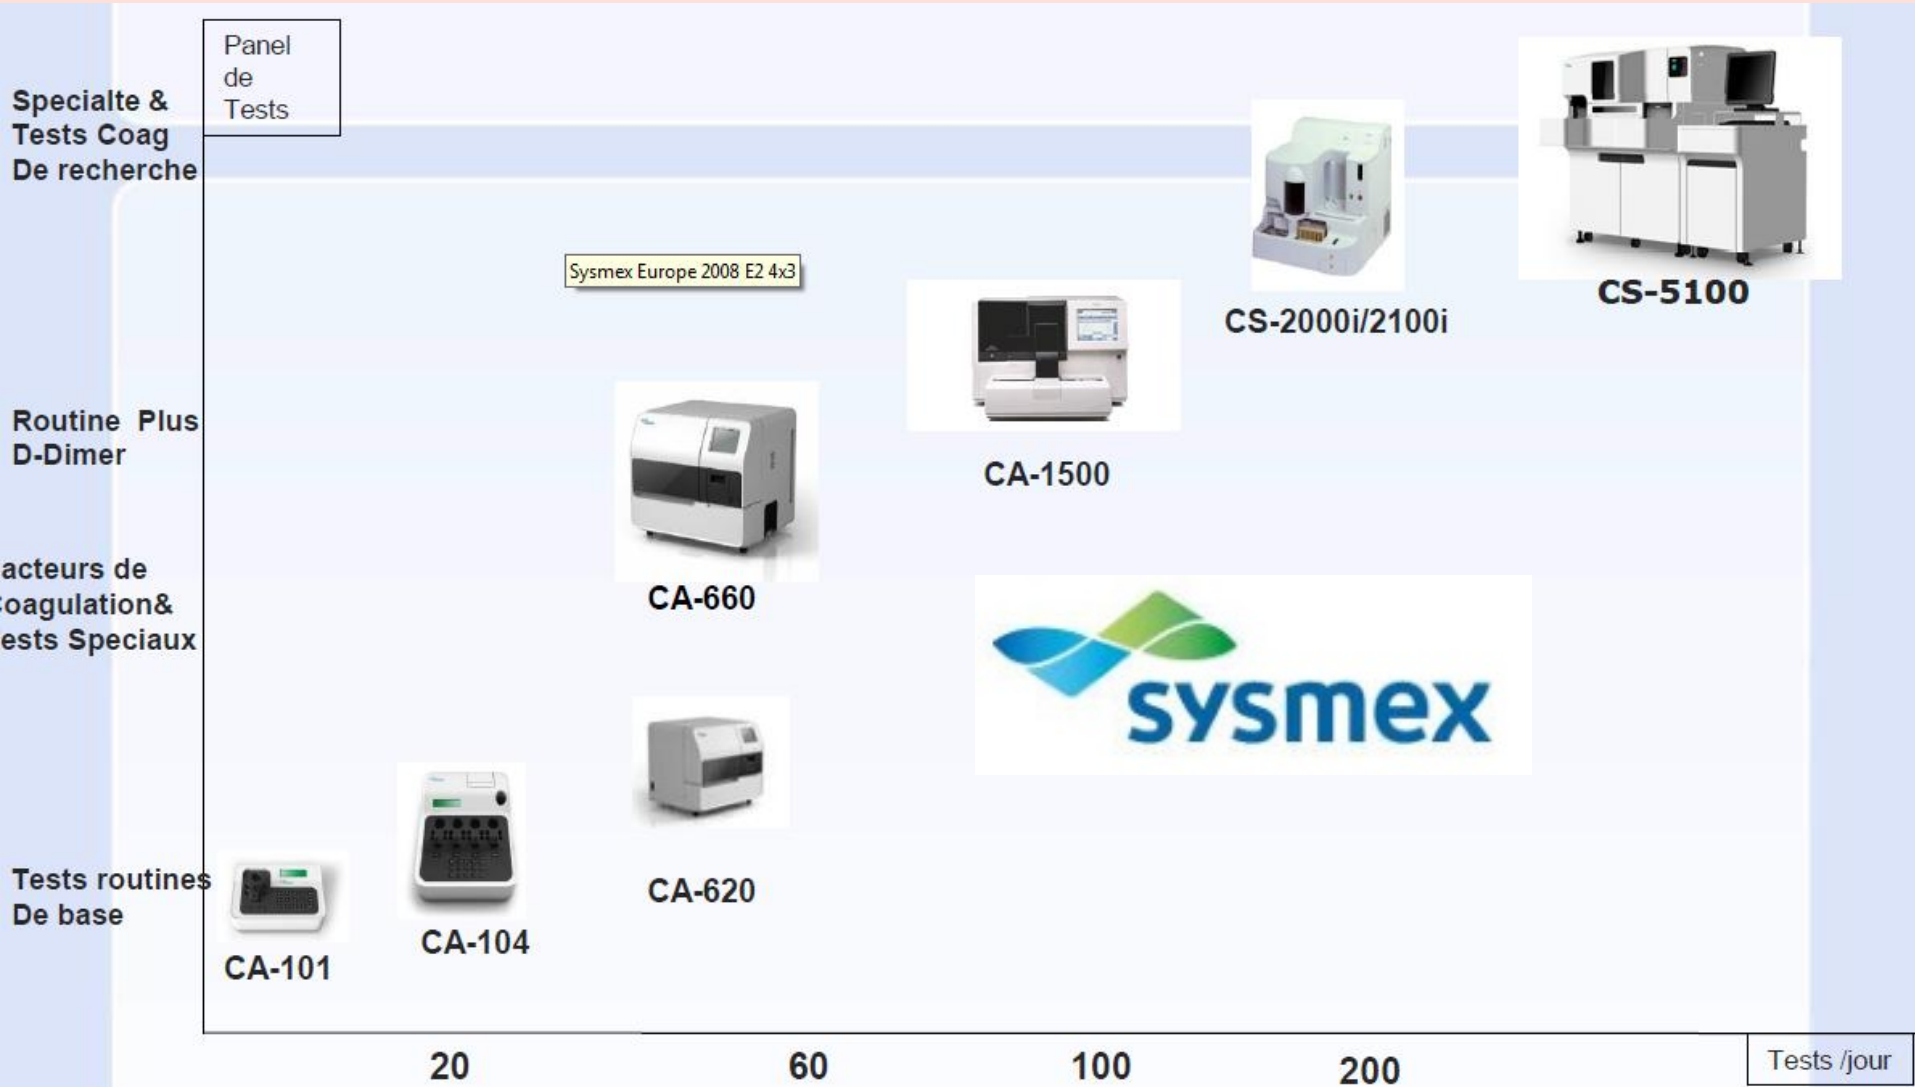 Panel
de
Tests
Specialte &
Tests Coag
De recherche
Sysmex Europe 2008 E2 4x3
CS-5100
CS-2000i/2100i
Routine Plus
D-Dimer
CA-1500
acteurs de
oagulation&
ests Speciaux
CA-660
sysmex
Tests routines
De base
CA-620
CA-104
CA-101
20
60
100
200
Tests /jour